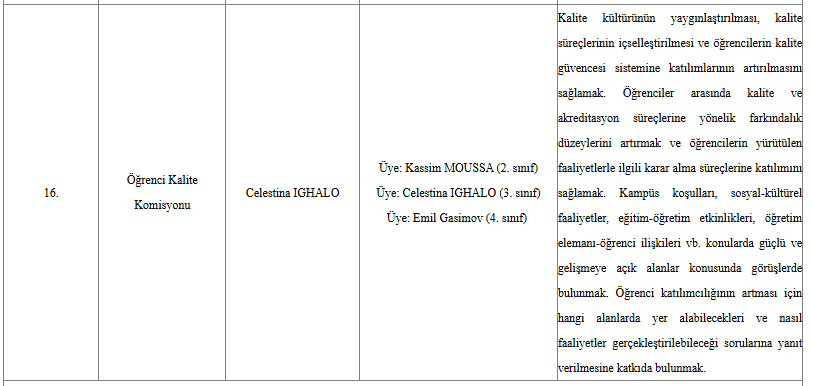 16.
Öğrenci Kalite
Komisyonu
Celestina IGHALO
Üye: Kassim MOUSSA (2. sınıf)
Üye: Celestina IGHALO (3. sınıf)
Üye: Emil Gasimov (4. sınıf)
Kalite kültürünün yaygınlaştırılması, kalite
süreçlerinin içselleştirilmesi ve öğrencilerin kalite
güvencesi sistemine katılımlarının artırılmasını
sağlamak. Öğrenciler arasında kalite ve
akreditasyon süreçlerine yönelik farkındalık
düzeylerini artırmak ve öğrencilerin yürütülen
faaliyetlerle ilgili karar alma süreçlerine katılımını
sağlamak. Kampüs koşulları, sosyal-kültürel
faaliyetler, eğitim-öğretim etkinlikleri, öğretim
elemanı-öğrenci ilişkileri vb. konularda güçlü ve
gelişmeye açık alanlar konusunda görüşlerde
bulunmak. Öğrenci katılımcılığının artması için
hangi alanlarda yer alabilecekleri ve nasıl
faaliyetler gerçekleştirilebileceği sorularına yanıt
verilmesine katkıda bulunmak.